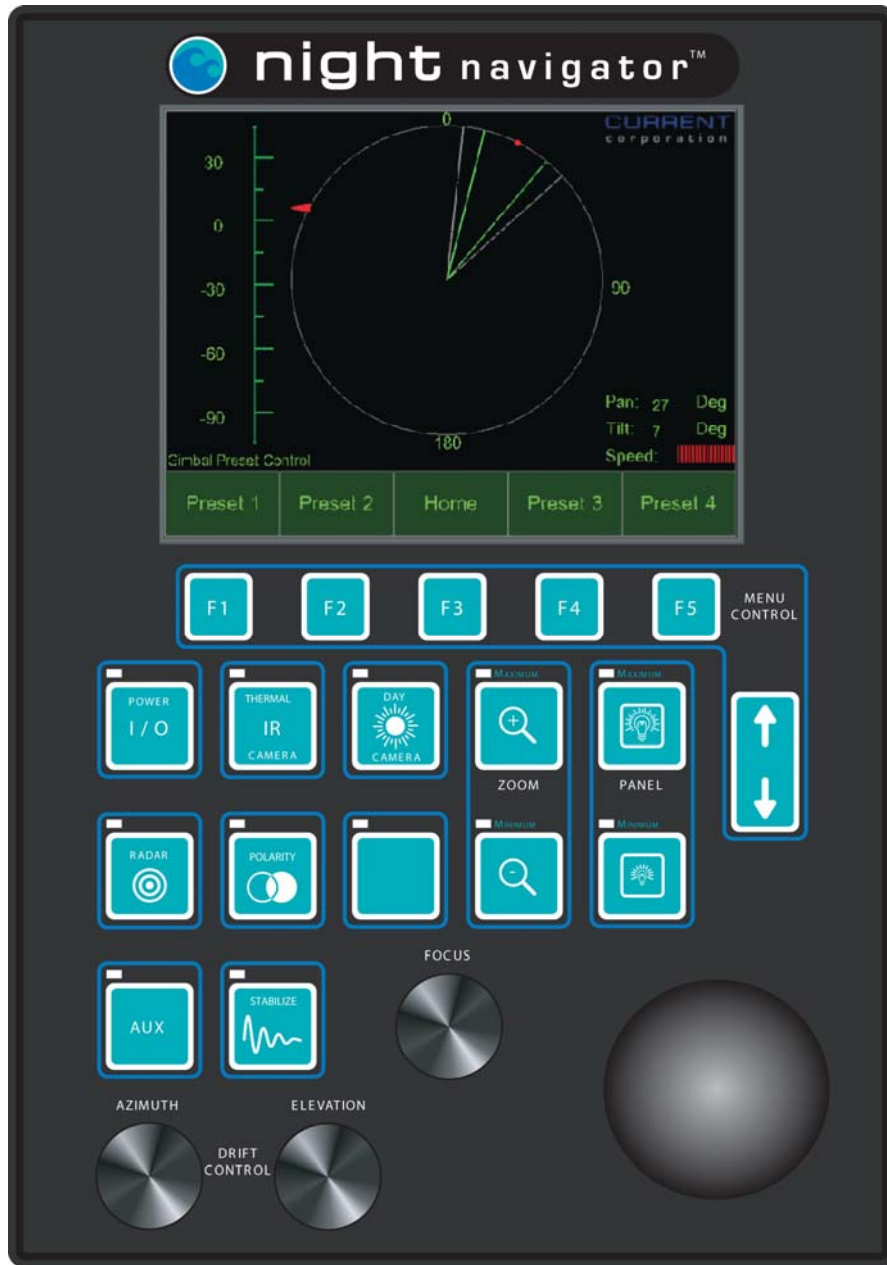 night navigator™
CURRENT
corporation
0
30
0
-30
90
-60
-90
180
Pan: 27 Deg
Tilt: 7 Deg
Speed:
Gimbal Preset Control
Preset 1 Preset 2 Home Preset 3 Preset 4
F1 F2 F3 F4 F5
MENU
CONTROL
POWER
I / O
THERMAL
IR
CAMERA
DAY
CAMERA
MAXIMUM
+
ZOOM
MAXIMUM
PANEL
RADAR
POLARITY
MINIMUM
-
MINIMUM
AUX
STABILIZE
FOCUS
AZIMUTH
ELEVATION
DRIFT
CONTROL